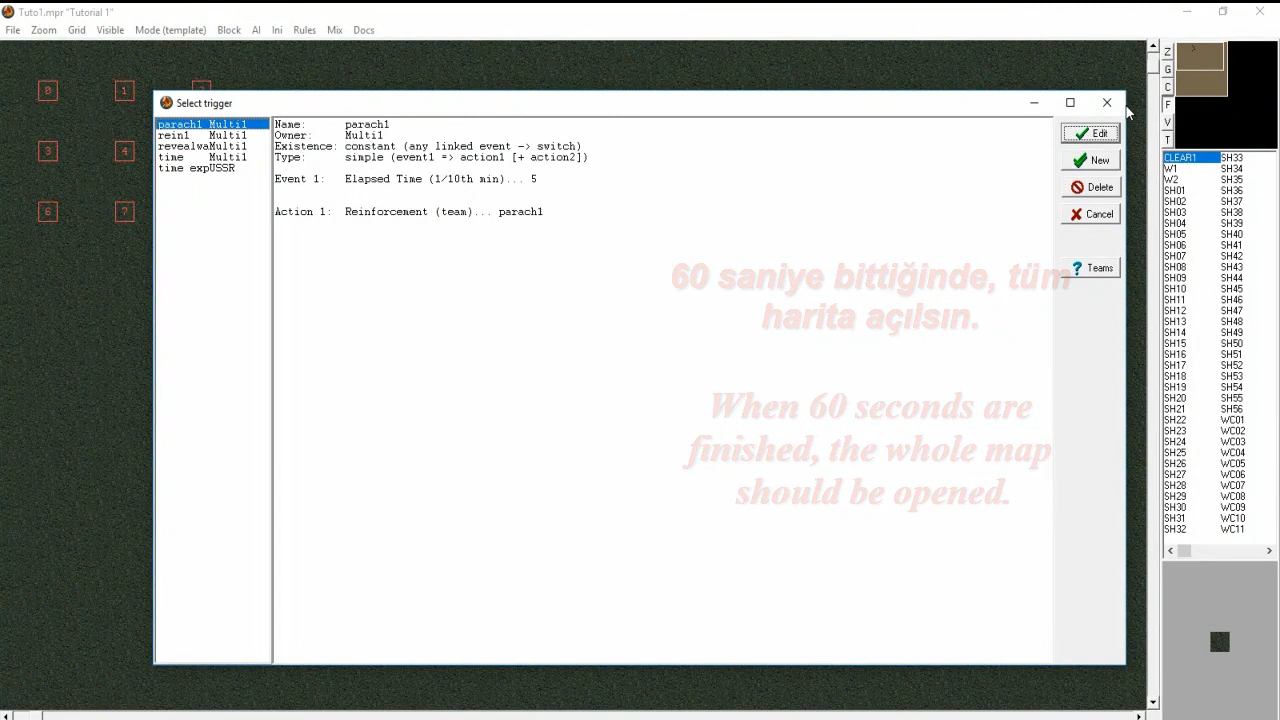 Tuto1.mpr "Tutorial 1"
File Zoom Grid Visible Mode (template) Block AI Ini Rules Mix Docs
0 1
3 4
6 7
Select trigger
parach1 Multi1
rein1 Multi1
revealwaMulti1
time Multi1
time expUSSR
Name: parach1
Owner: Multi1
Existence: constant (any linked event -> switch)
Type: simple (event1 => action1 [+ action2])
Event 1: Elapsed Time (1/10th min)... 5
Action 1: Reinforcement (team)... parach1
Edit
New
Delete
Cancel
Teams
60 saniye bittiğinde, tüm
harita açılsın.
When 60 seconds are
finished, the whole map
should be opened.
Z
G
C
F
V
T
CLEAR1 SH33
W1 SH34
W2 SH35
SH01 SH36
SH02 SH37
SH03 SH38
SH04 SH39
SH05 SH40
SH06 SH41
SH07 SH42
SH08 SH43
SH09 SH44
SH10 SH45
SH11 SH46
SH12 SH47
SH13 SH48
SH14 SH49
SH15 SH50
SH16 SH51
SH17 SH52
SH18 SH53
SH19 SH54
SH20 SH55
SH21 SH56
SH22 WC01
SH23 WC02
SH24 WC03
SH25 WC04
SH26 WC05
SH27 WC06
SH28 WC07
SH29 WC08
SH30 WC09
SH31 WC10
SH32 WC11